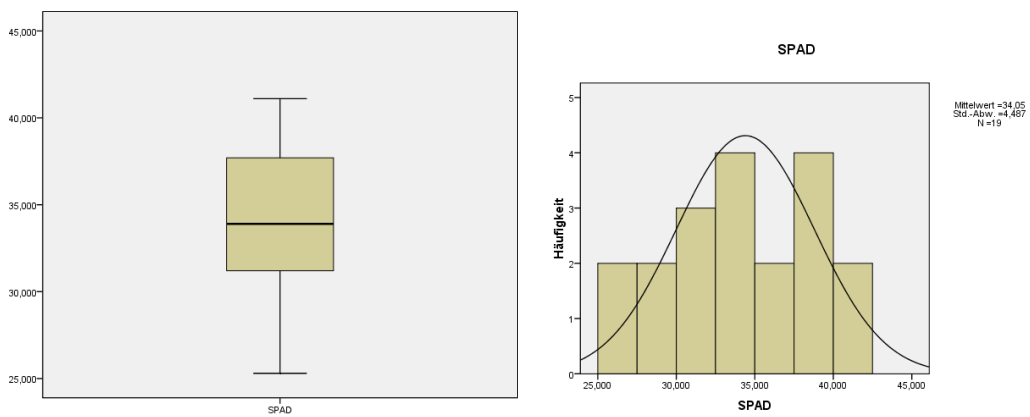 45,000
40,000
35,000
30,000
25,000
SPAD
SPAD
Mittelwert =34,05
Std.-Abw. =4,487
N =19
Häufigkeit
5
4
3
2
1
0
25,000 30,000 35,000 40,000 45,000
SPAD